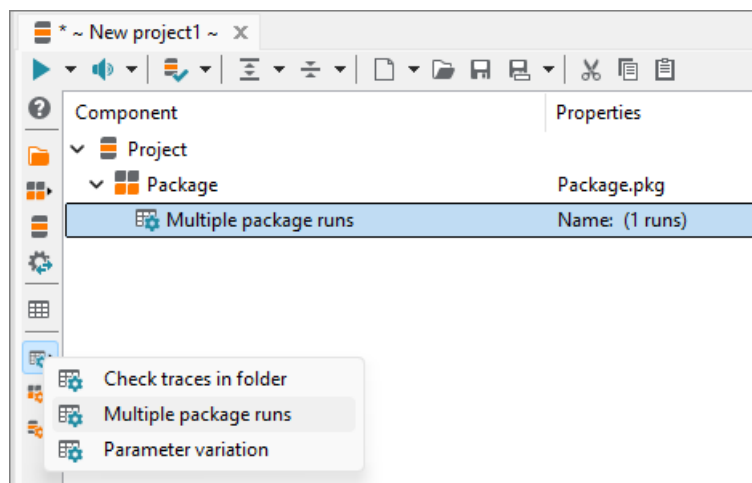 * ~ New project1 ~
Component Properties
Project
Package Package.pkg
Multiple package runs Name: (1 runs)
Check traces in folder
Multiple package runs
Parameter variation